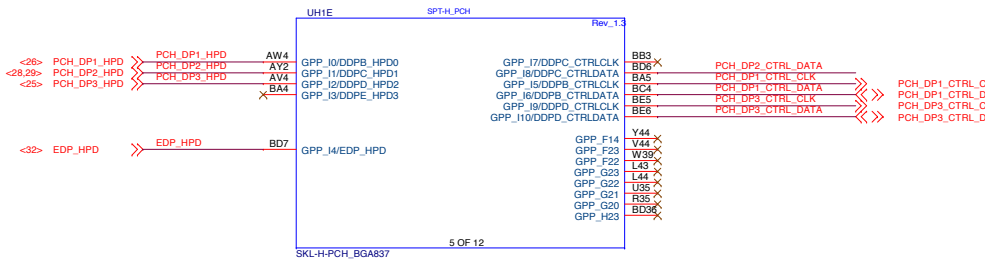 UH1E
SPT-H_PCH
Rev_1.3
<26> PCH_DP1_HPD PCH_DP1_HPD AW4 GPP_I0/DDPB_HPD0
<28,29> PCH_DP2_HPD PCH_DP2_HPD AY2 GPP_I1/DDPC_HPD1
<25> PCH_DP3_HPD PCH_DP3_HPD AV4 GPP_I2/DDPD_HPD2
BA4 GPP_I3/DDPE_HPD3
<32> EDP_HPD EDP_HPD BD7 GPP_I4/EDP_HPD
GPP_I7/DDPC_CTRLCLK BB3
GPP_I8/DDPC_CTRLDATA BD6 PCH_DP2_CTRL_DATA
GPP_I5/DDPB_CTRLCLK BA5 PCH_DP1_CTRL_CLK PCH_DP1_CTRL_C
GPP_I6/DDPB_CTRLDATA BC4 PCH_DP1_CTRL_DATA PCH_DP1_CTRL_D
GPP_I9/DDPD_CTRLCLK BE5 PCH_DP3_CTRL_CLK PCH_DP3_CTRL_C
GPP_I10/DDPD_CTRLDATA BE6 PCH_DP3_CTRL_DATA PCH_DP3_CTRL_D
GPP_F14 Y44
GPP_F23 V44
GPP_F22 W39
GPP_G23 L43
GPP_G22 L44
GPP_G21 U35
GPP_G20 R35
GPP_H23 BD36
5 OF 12
SKL-H-PCH_BGA837